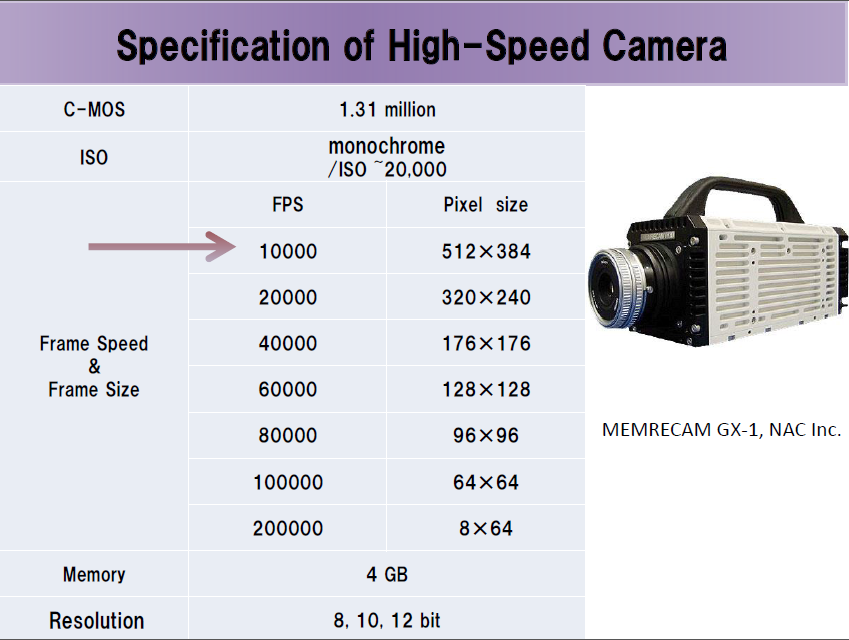 Specification of High-Speed Camera
C-MOS 1.31 million
ISO monochrome
/ISO ~20,000
FPS Pixel size
10000 512×384
20000 320×240
Frame Speed 40000 176×176
&
Frame Size 60000 128×128
80000 96×96
100000 64×64
200000 8×64
Memory 4 GB
Resolution 8, 10, 12 bit
MEMRECAM GX-1, NAC Inc.